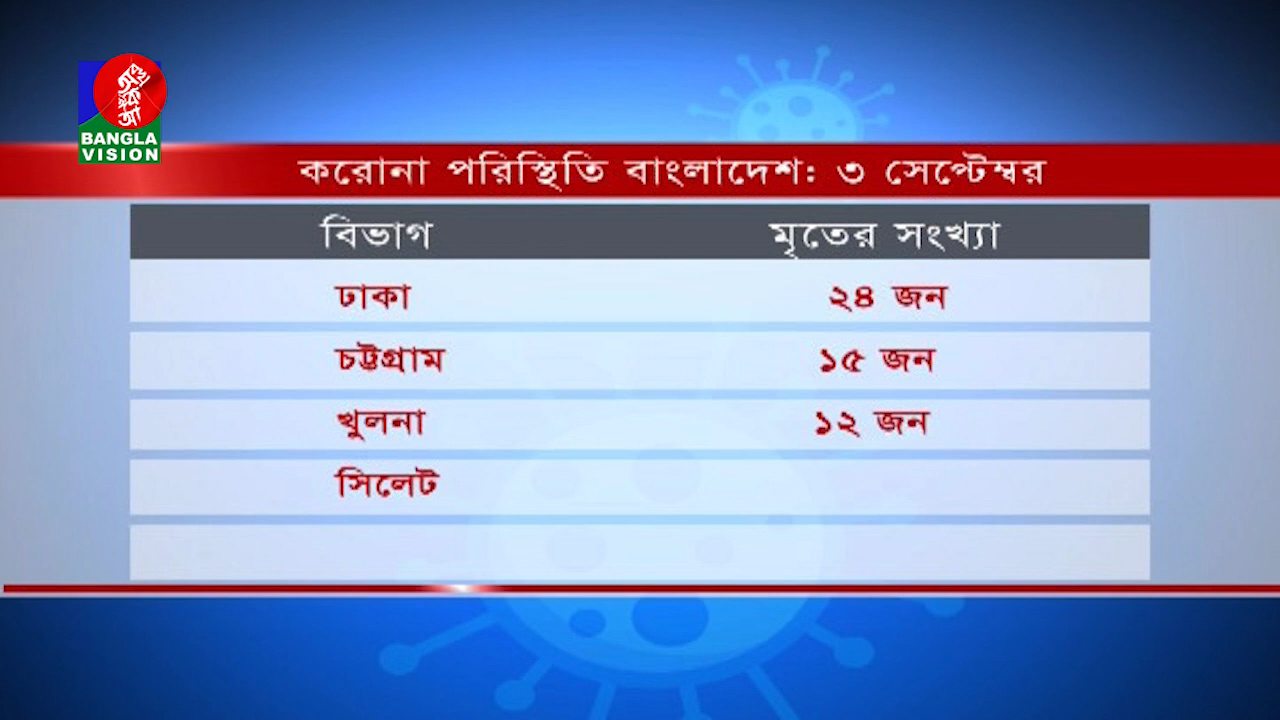 BANGLA
VISION
করোনা পরিস্থিতি বাংলাদেশ: ৩ সেপ্টেম্বর
বিভাগ মৃতের সংখ্যা
ঢাকা ২৪ জন
চট্টগ্রাম ১৫ জন
খুলনা ১২ জন
সিলেট